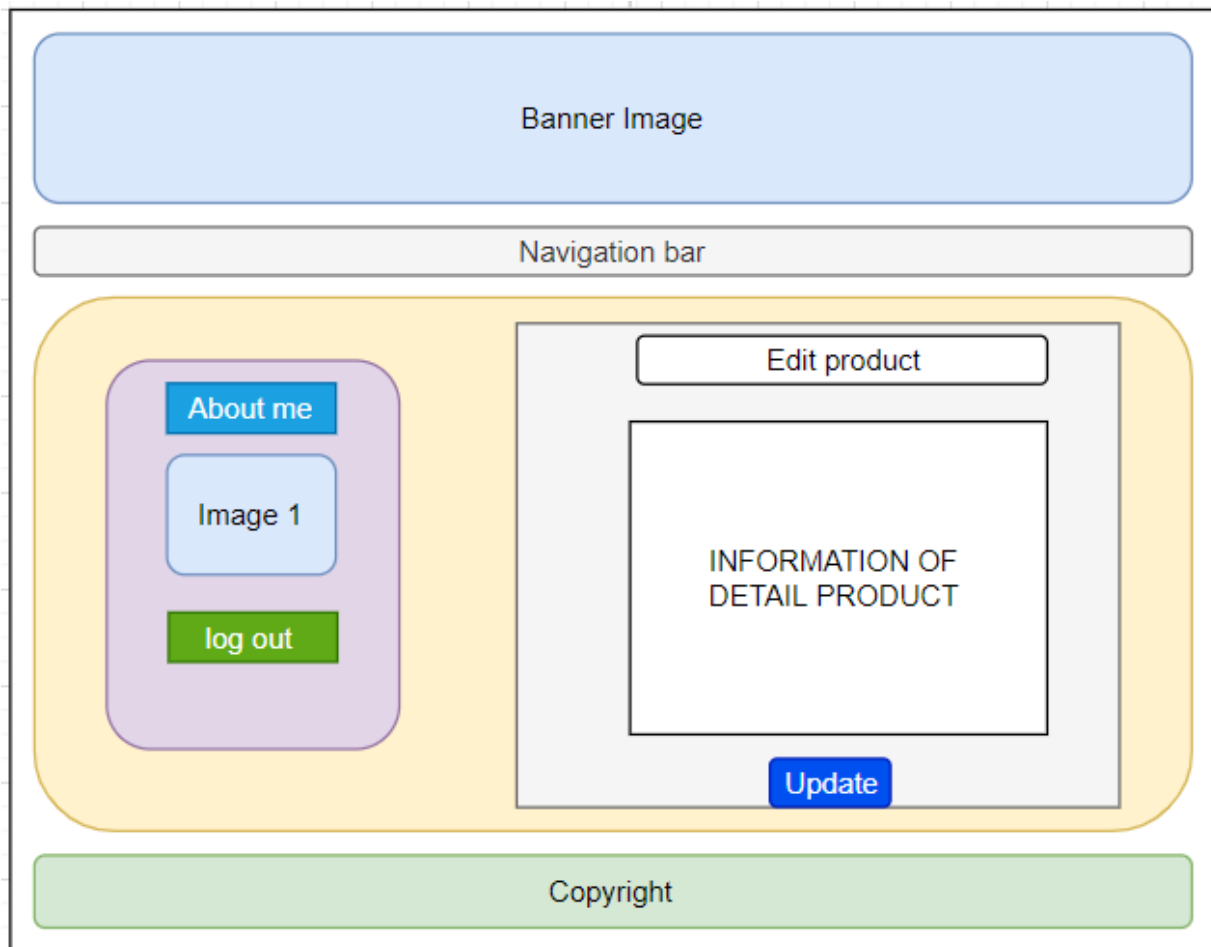 Banner Image
Navigation bar
About me
Image 1
log out
Edit product
INFORMATION OF
DETAIL PRODUCT
Update
Copyright